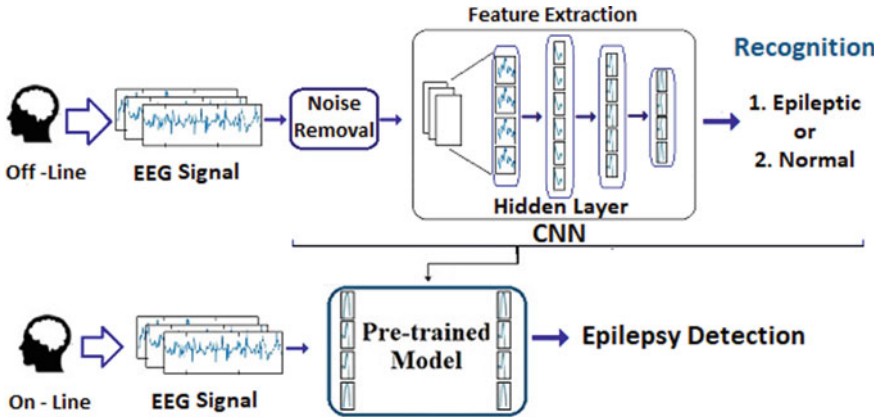 Feature Extraction
Recognition
Noise
Removal
1. Epileptic
or
2. Normal
Off -Line
EEG Signal
Hidden Layer
CNN
Pre-trained
Model
Epilepsy Detection
On - Line
EEG Signal